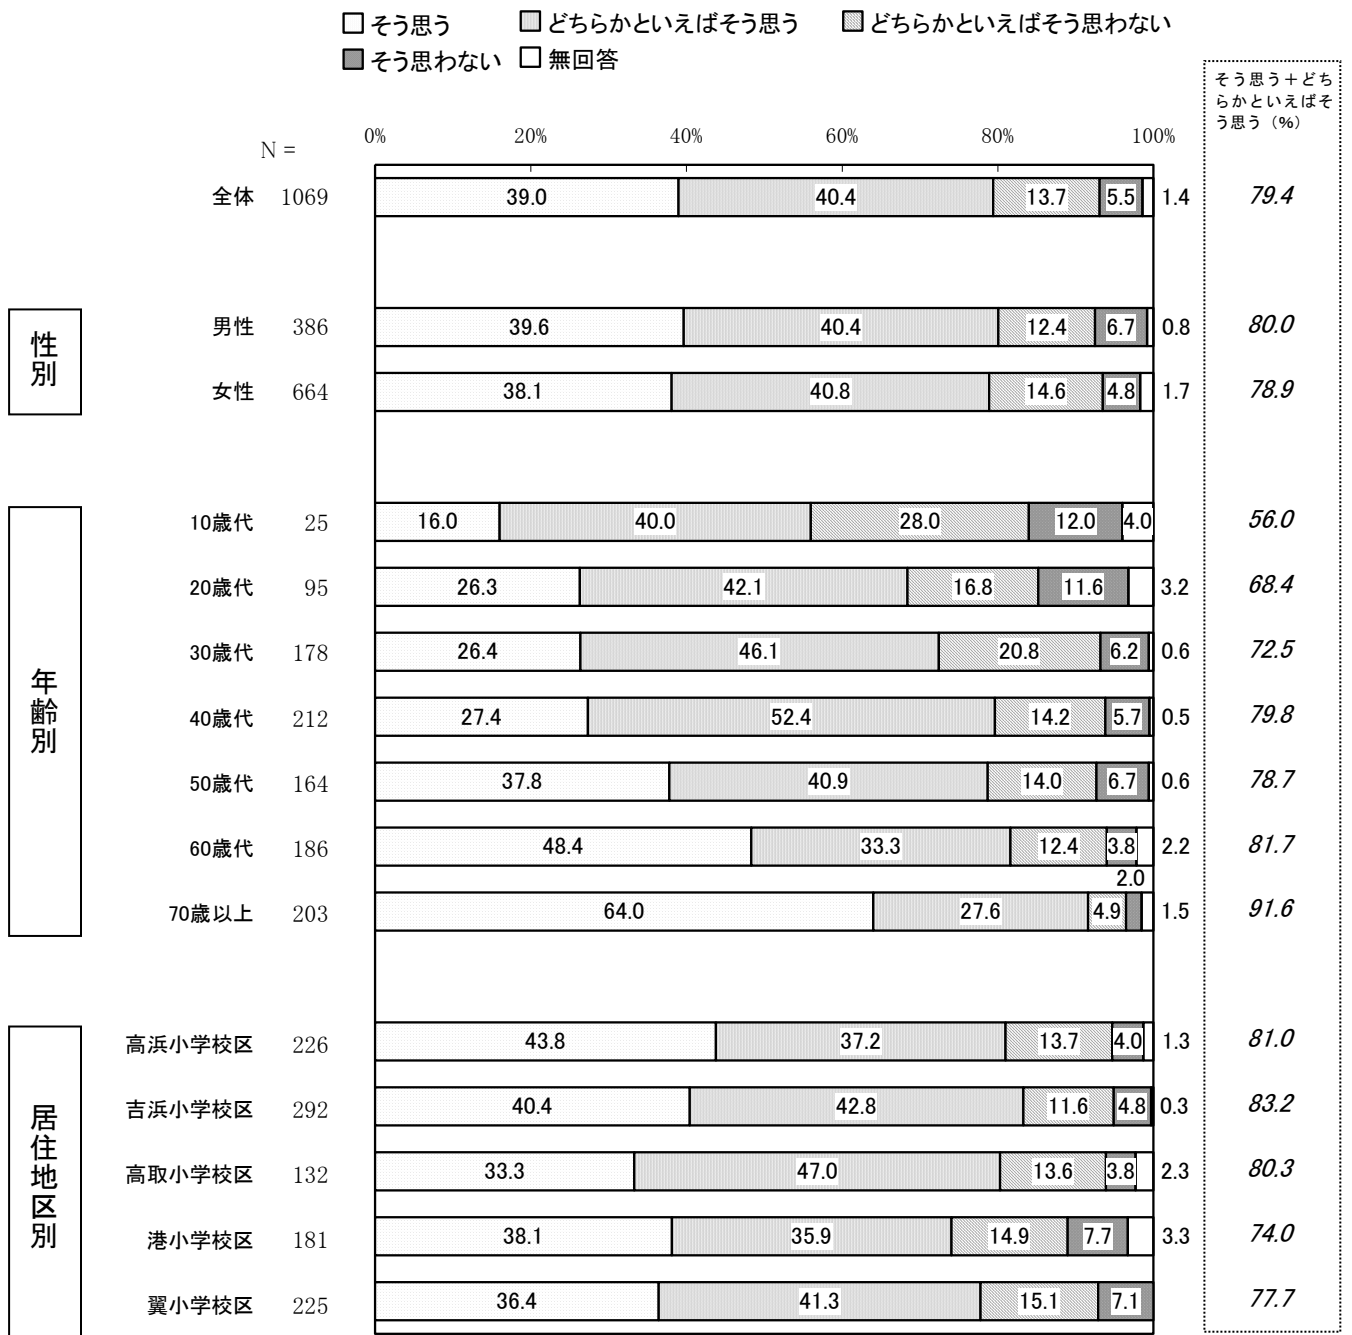 そう思う どちらかといえばそう思う どちらかといえばそう思わない
そう思わない 無回答
そう思う＋どち
らかといえばそ
う思う（%）
0% 20% 40% 60% 80% 100%
N =
全体 1069 39.0 40.4 13.7 5.5 1.4 79.4
性別
男性 386 39.6 40.4 12.4 6.7 0.8 80.0
女性 664 38.1 40.8 14.6 4.8 1.7 78.9
年齢別
10歳代 25 16.0 40.0 28.0 12.0 4.0 56.0
20歳代 95 26.3 42.1 16.8 11.6 3.2 68.4
30歳代 178 26.4 46.1 20.8 6.2 0.6 72.5
40歳代 212 27.4 52.4 14.2 5.7 0.5 79.8
50歳代 164 37.8 40.9 14.0 6.7 0.6 78.7
60歳代 186 48.4 33.3 12.4 3.8 2.2 81.7
2.0
70歳以上 203 64.0 27.6 4.9 1.5 91.6
居住地区別
高浜小学校区 226 43.8 37.2 13.7 4.0 1.3 81.0
吉浜小学校区 292 40.4 42.8 11.6 4.8 0.3 83.2
高取小学校区 132 33.3 47.0 13.6 3.8 2.3 80.3
港小学校区 181 38.1 35.9 14.9 7.7 3.3 74.0
翼小学校区 225 36.4 41.3 15.1 7.1 77.7